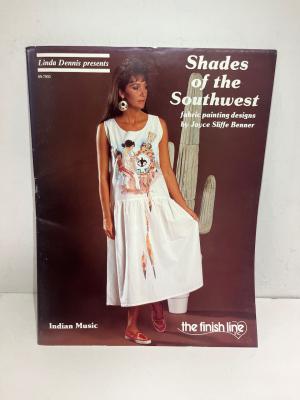 Linda Dennis presents
Shades
of the
Southwest
fabric painting designs
by Joyce Sliffe Benner
Indian Music
the finish line